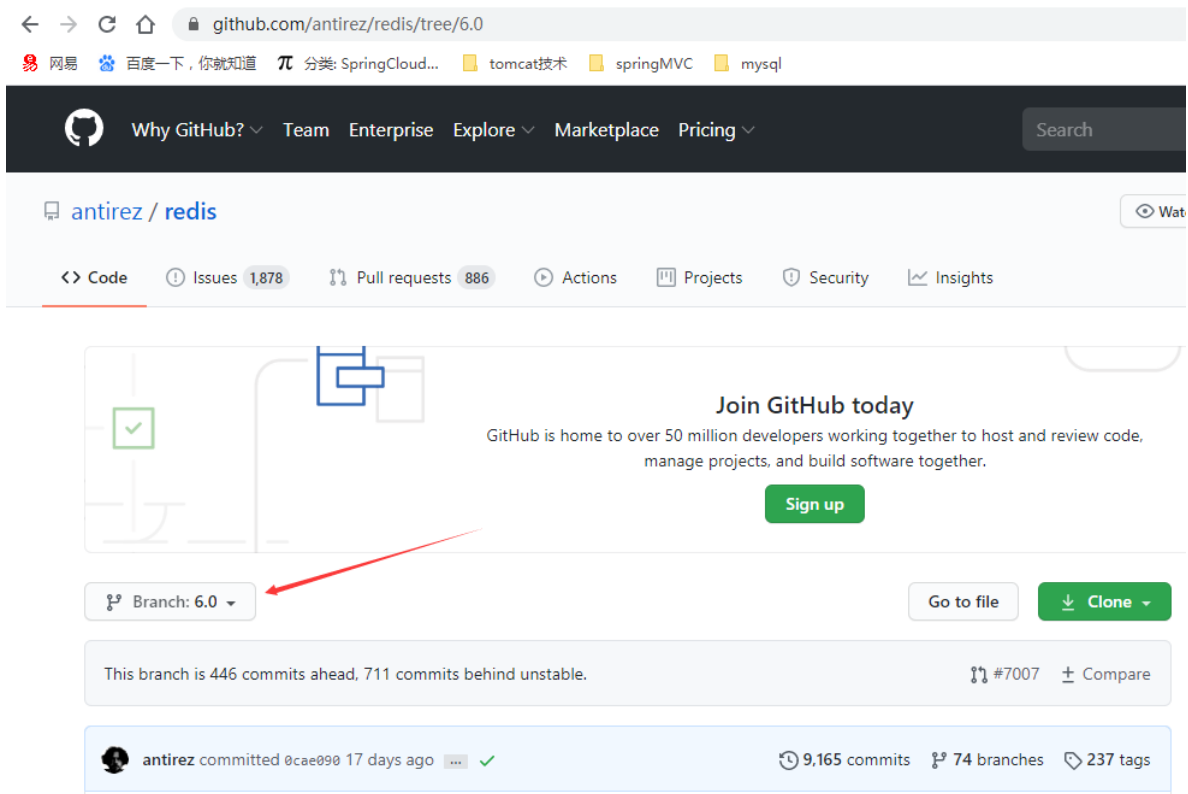 github.com/antirez/redis/tree/6.0
网易 百度一下，你就知道 分类: SpringCloud... tomcat技术 springMVC mysql
Why GitHub? Team Enterprise Explore Marketplace Pricing Search
antirez / redis Wat
Code Issues 1,878 Pull requests 886 Actions Projects Security Insights
Join GitHub today
GitHub is home to over 50 million developers working together to host and review code,
manage projects, and build software together.
Sign up
Branch: 6.0 Go to file Clone
This branch is 446 commits ahead, 711 commits behind unstable. #7007 Compare
antirez committed 0cae090 17 days ago ... 9,165 commits 74 branches 237 tags